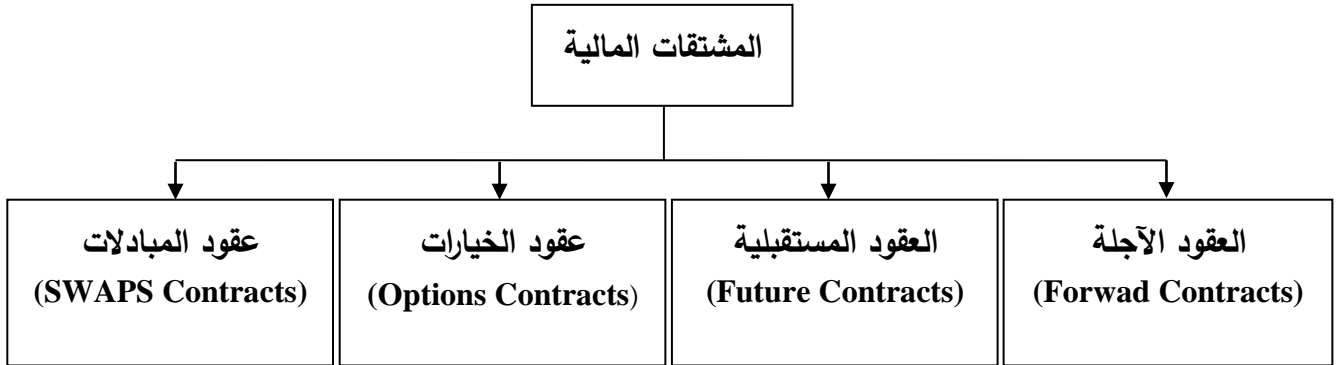 المشتقات المالية
العقود الآجلة
(Forwad Contracts)
العقود المستقبلية
(Future Contracts)
عقود الخيارات
(Options Contracts)
عقود المبادلات
(SWAPS Contracts)